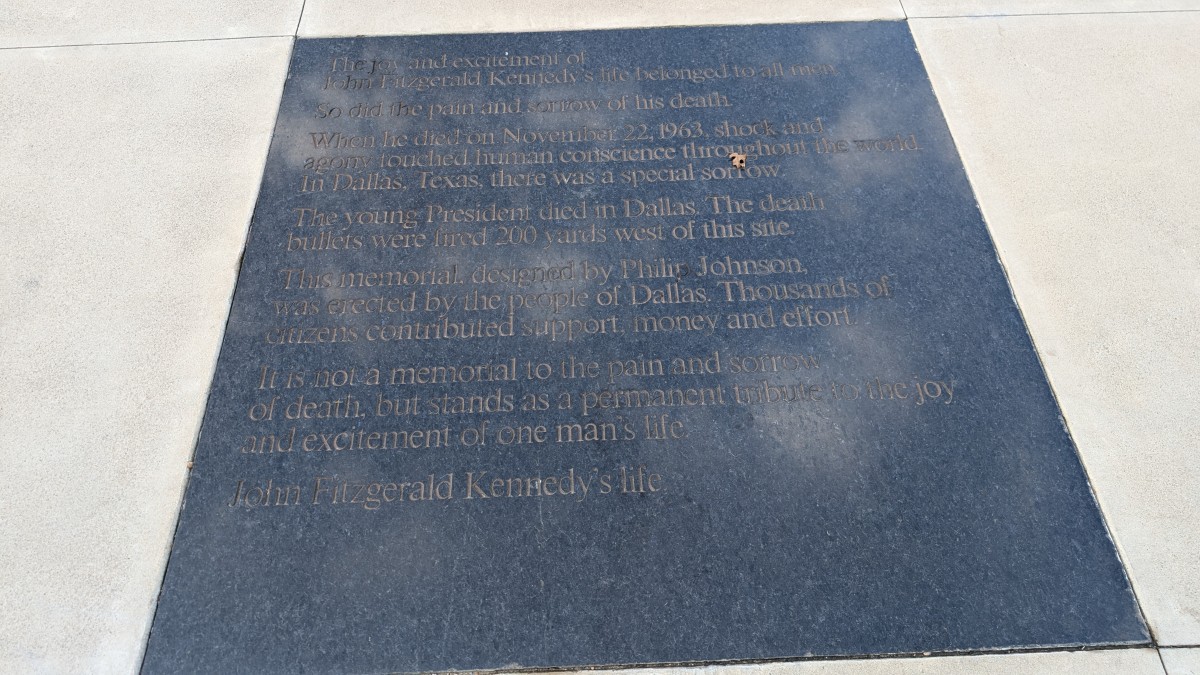 The joy and excitement of
John Fitzgerald Kennedy's life belonged to all men.
So did the pain and sorrow of his death.
When he died on November 22, 1963, shock and
agony touched human conscience throughout the world.
In Dallas, Texas, there was a special sorrow.
The young President died in Dallas. The death
bullets were fired 200 yards west of this site.
This memorial, designed by Philip Johnson,
was erected by the people of Dallas. Thousands of
citizens contributed support, money and effort.
It is not a memorial to the pain and sorrow
of death, but stands as a permanent tribute to the joy
and excitement of one man's life.
John Fitzgerald Kennedy's life